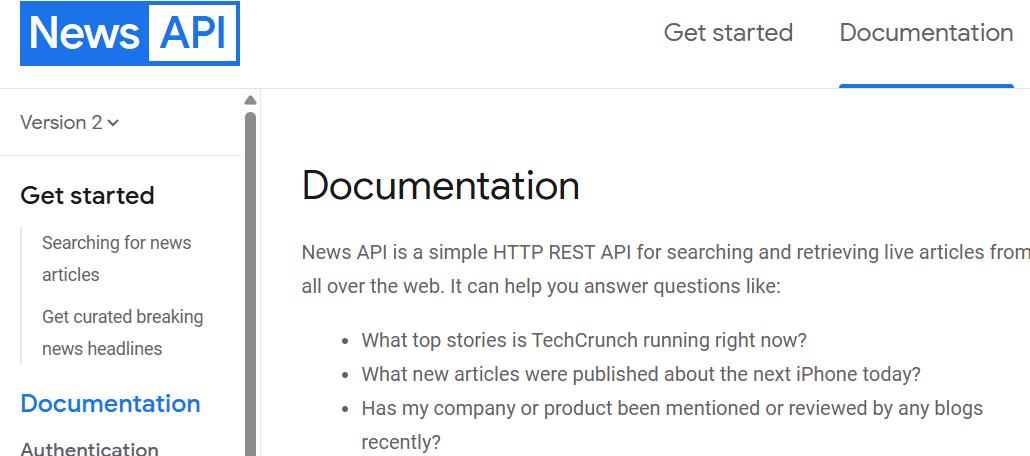 News API
Get started
Documentation
Version 2
Get started
Searching for news
articles
Get curated breaking
news headlines
Documentation
Authentication
Documentation
News API is a simple HTTP REST API for searching and retrieving live articles from
all over the web. It can help you answer questions like:
• What top stories is TechCrunch running right now?
• What new articles were published about the next iPhone today?
• Has my company or product been mentioned or reviewed by any blogs
recently?